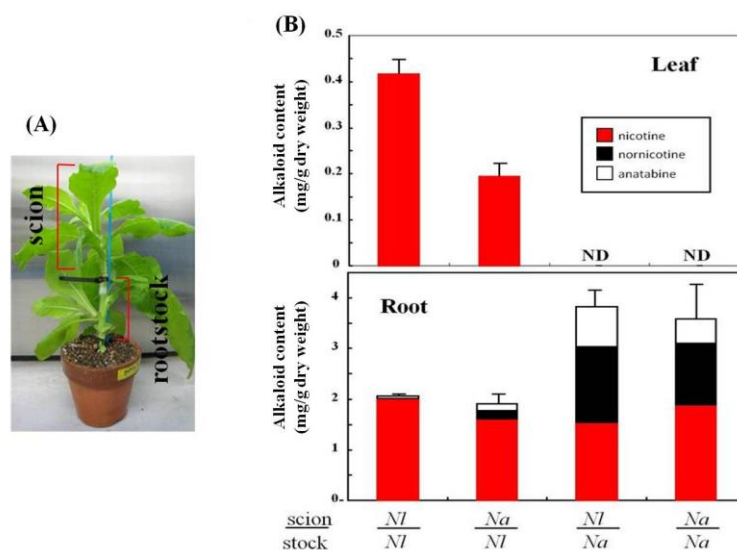 (A)
scion
rootstock
(B)
Alkaloid content
(mg/g dry weight)
0.5
0.4
0.3
0.2
0.1
0
Leaf
nicotine
nornicotine
anatabine
ND ND
Alkaloid content
(mg/g dry weight)
4
3
2
1
0
Root
scion Nl Na Nl Na
stock Nl Nl Na Na